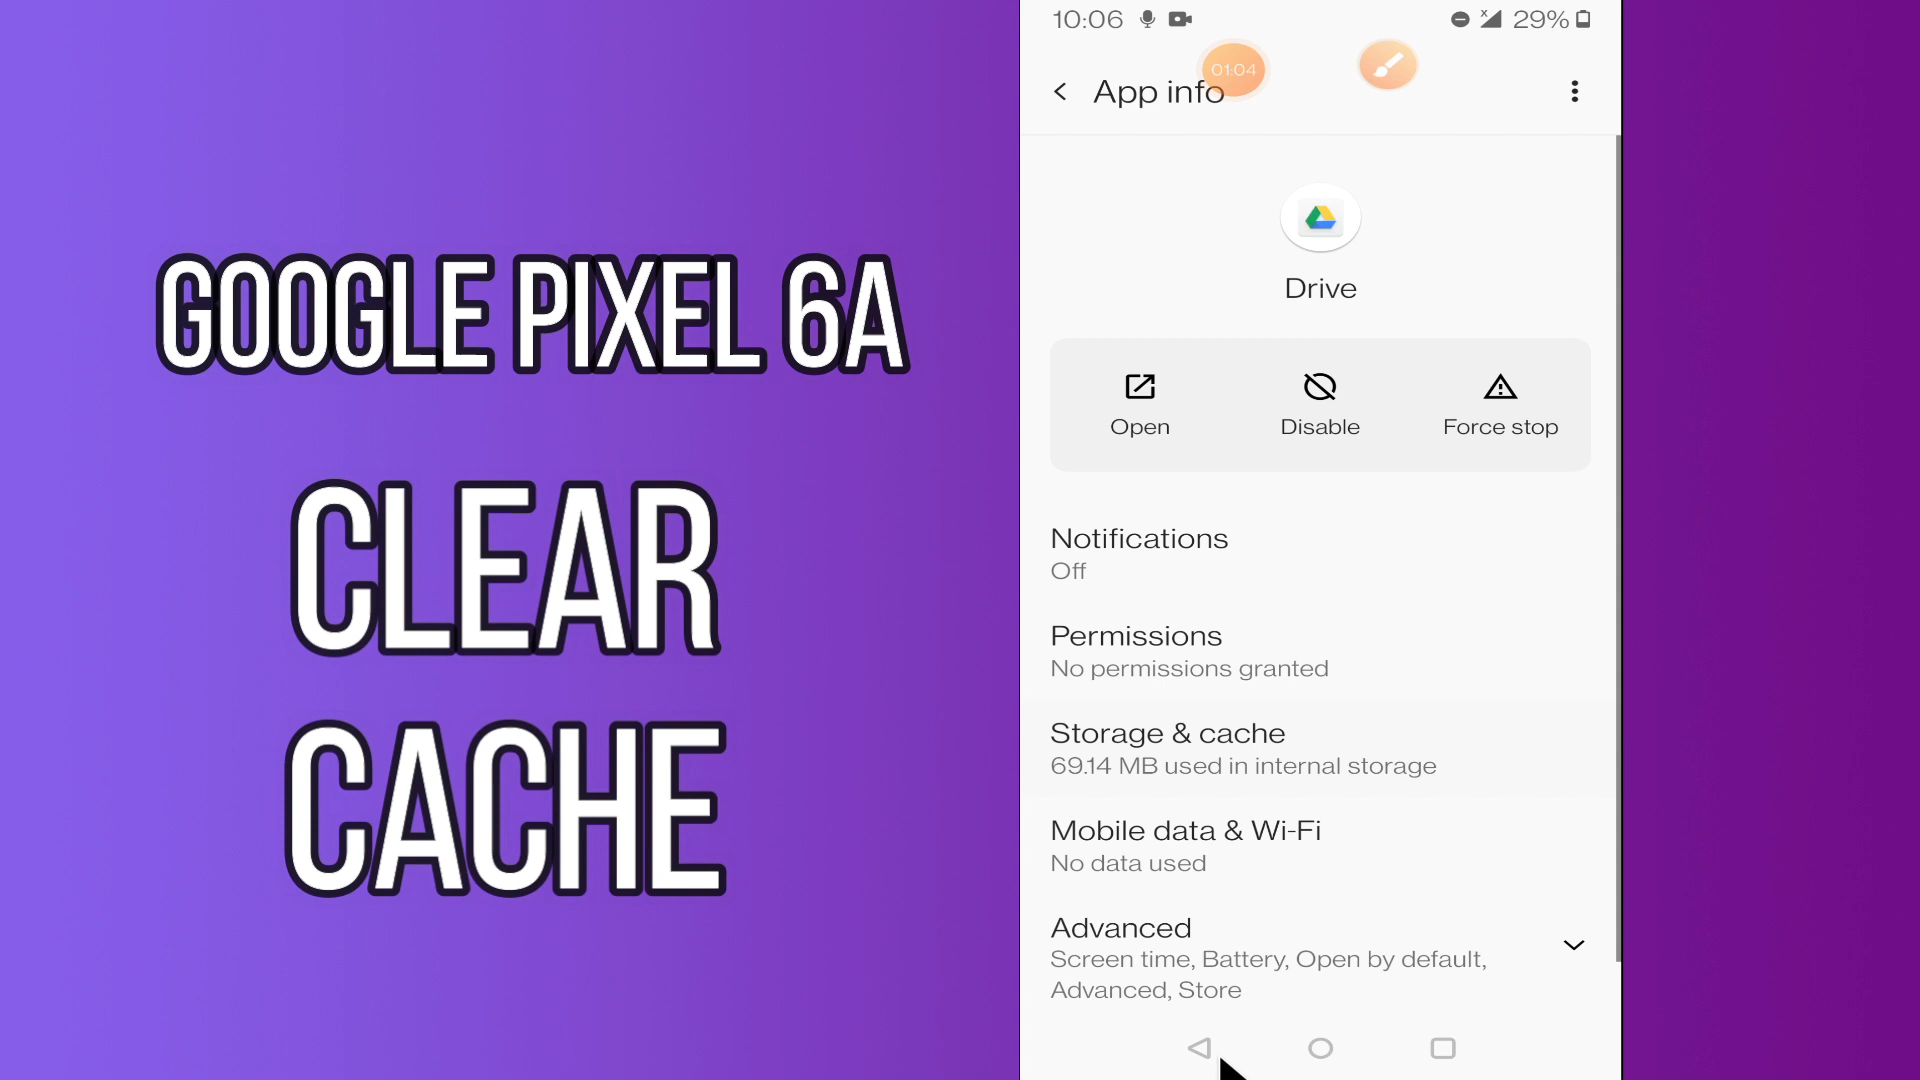 GOOGLE PIXEL 6A
CLEAR
CACHE
10:06
29%
01:04
App info
Drive
Open
Disable
Force stop
Notifications
Off
Permissions
No permissions granted
Storage & cache
69.14 MB used in internal storage
Mobile data & Wi-Fi
No data used
Advanced
Screen time, Battery, Open by default,
Advanced, Store